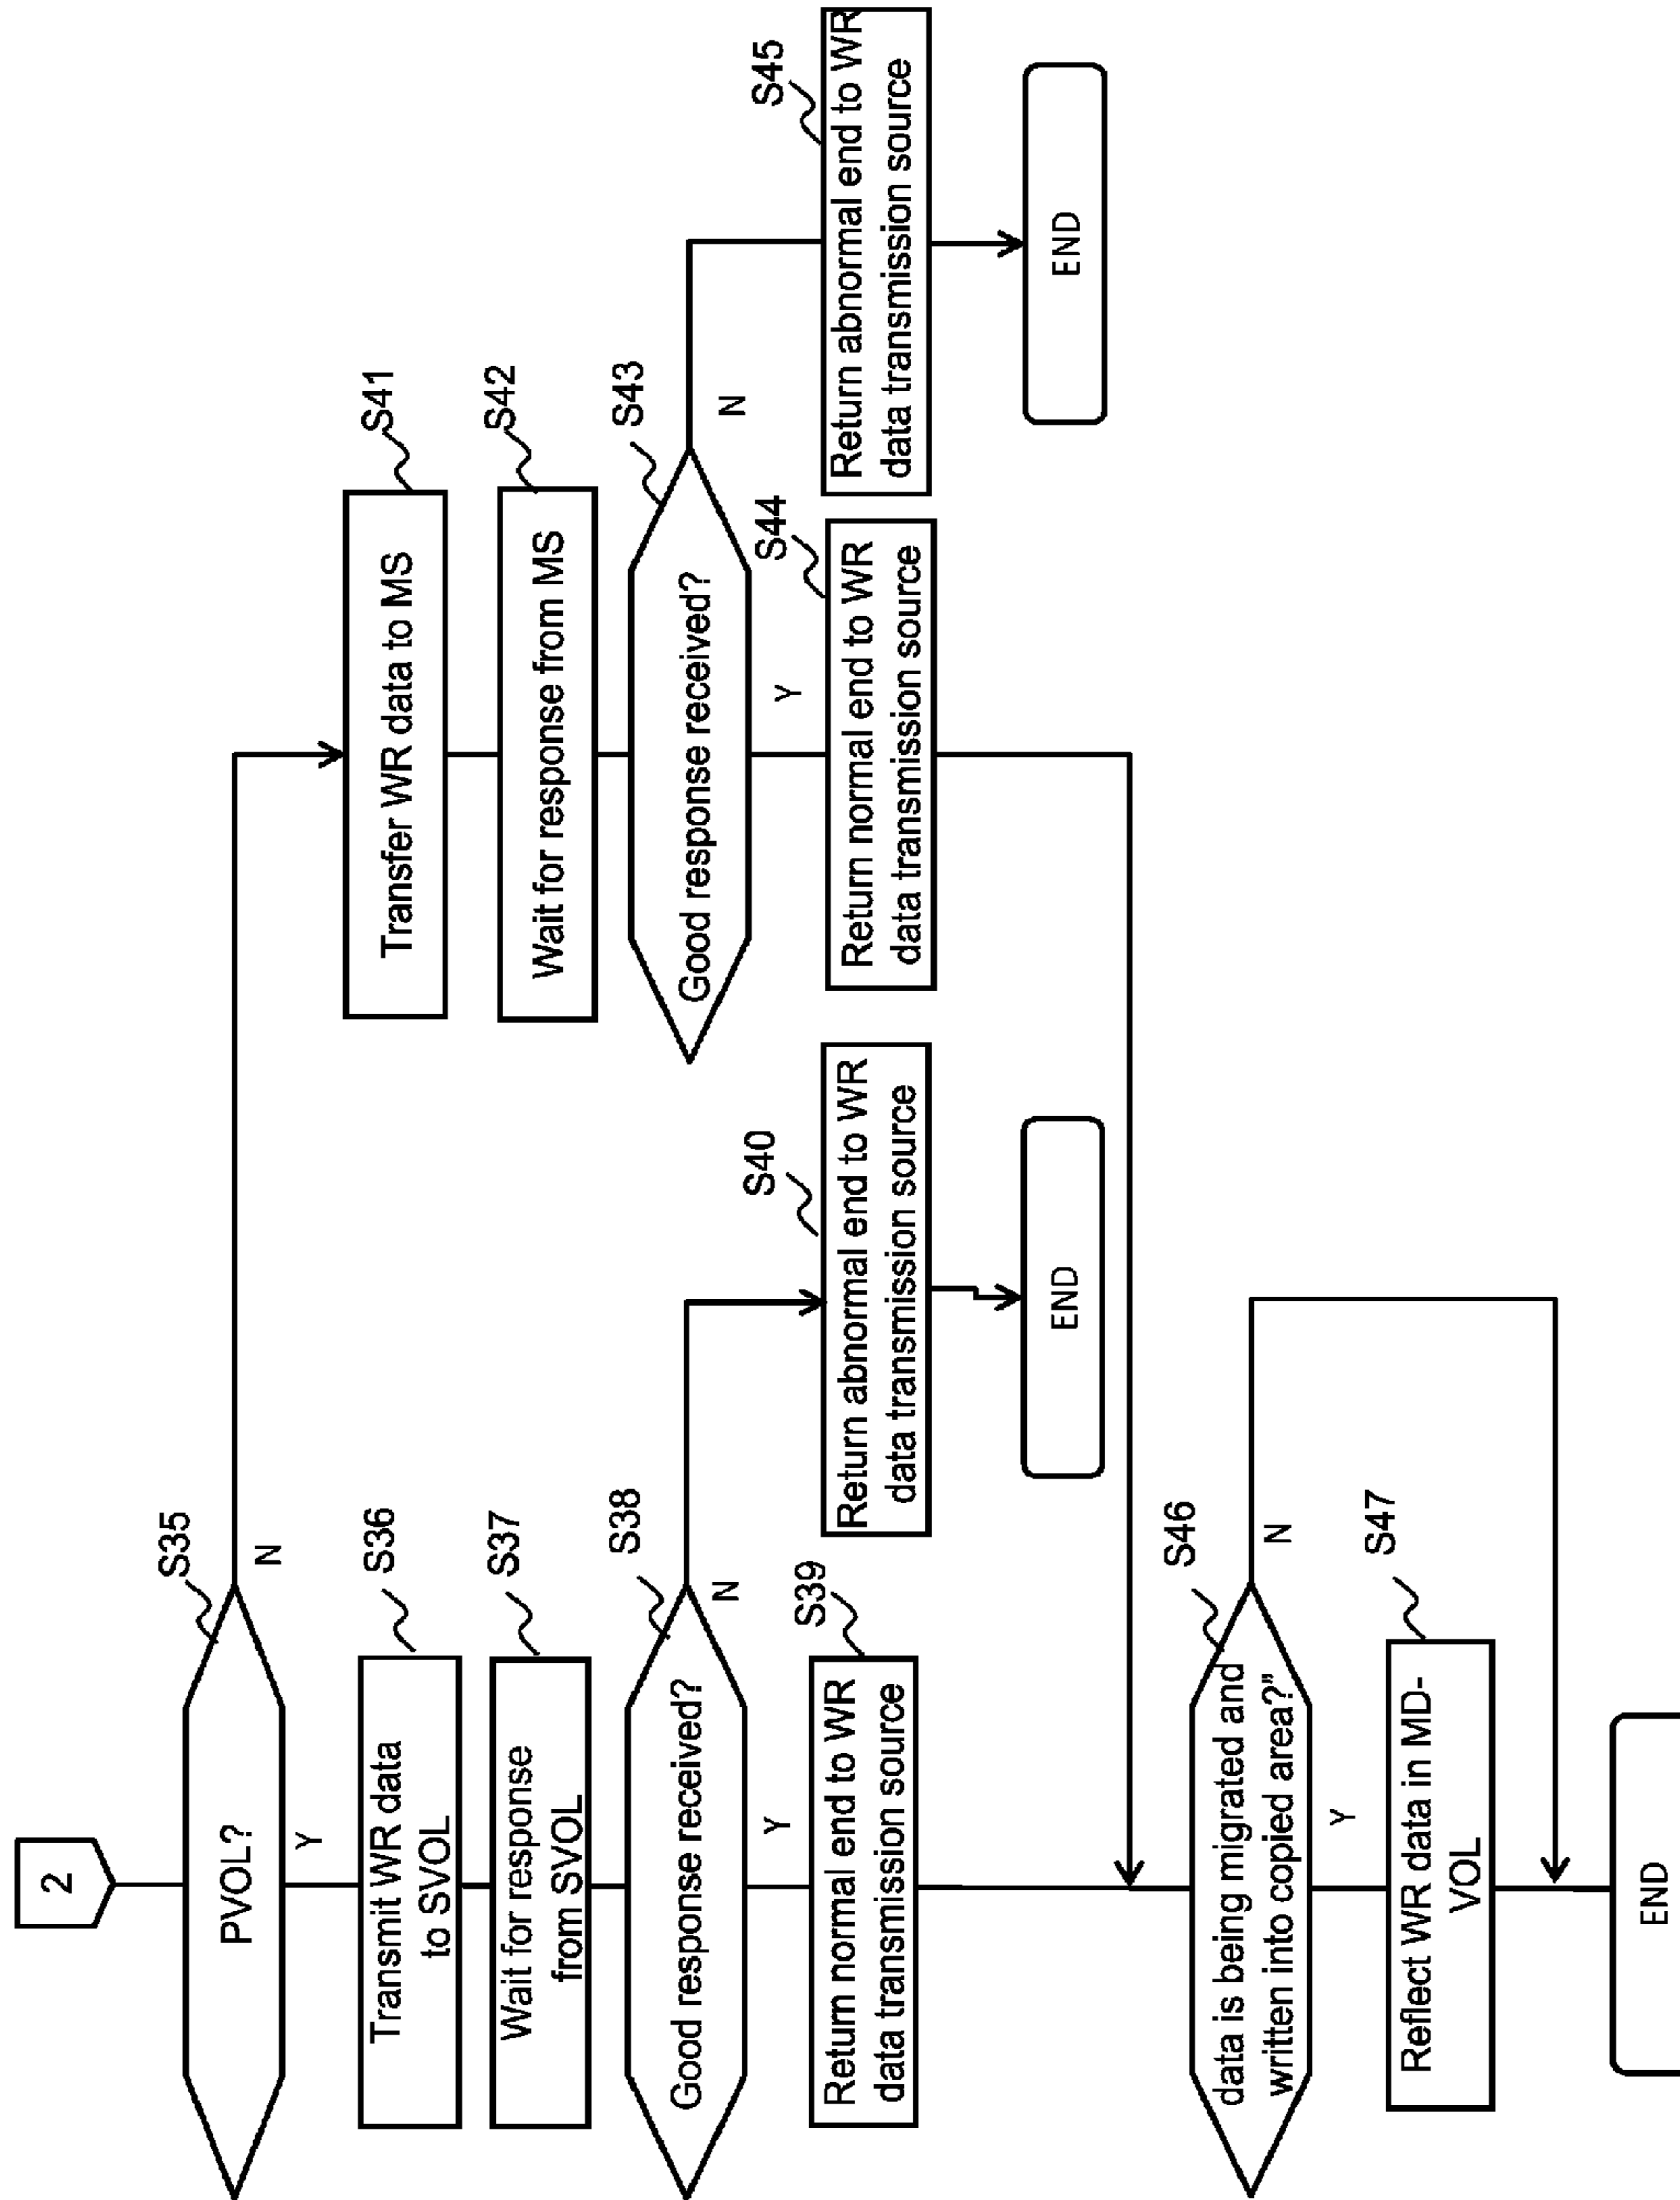 2
S35
PVOL?
N
Y
S36
Transmit WR data
to SVOL
S37
Wait for response
from SVOL
S38
Good response received?
N
Y
S39
Return normal end to WR
data transmission source
S40
Return abnormal end to WR
data transmission source
END
S41
Transfer WR data to MS
S42
Wait for response from MS
S43
Good response received?
N
Y
S44
Return normal end to WR
data transmission source
S45
Return abnormal end to WR
data transmission source
END
S46
data is being migrated and
written into copied area?”
N
Y
S47
Reflect WR data in MD-
VOL
END